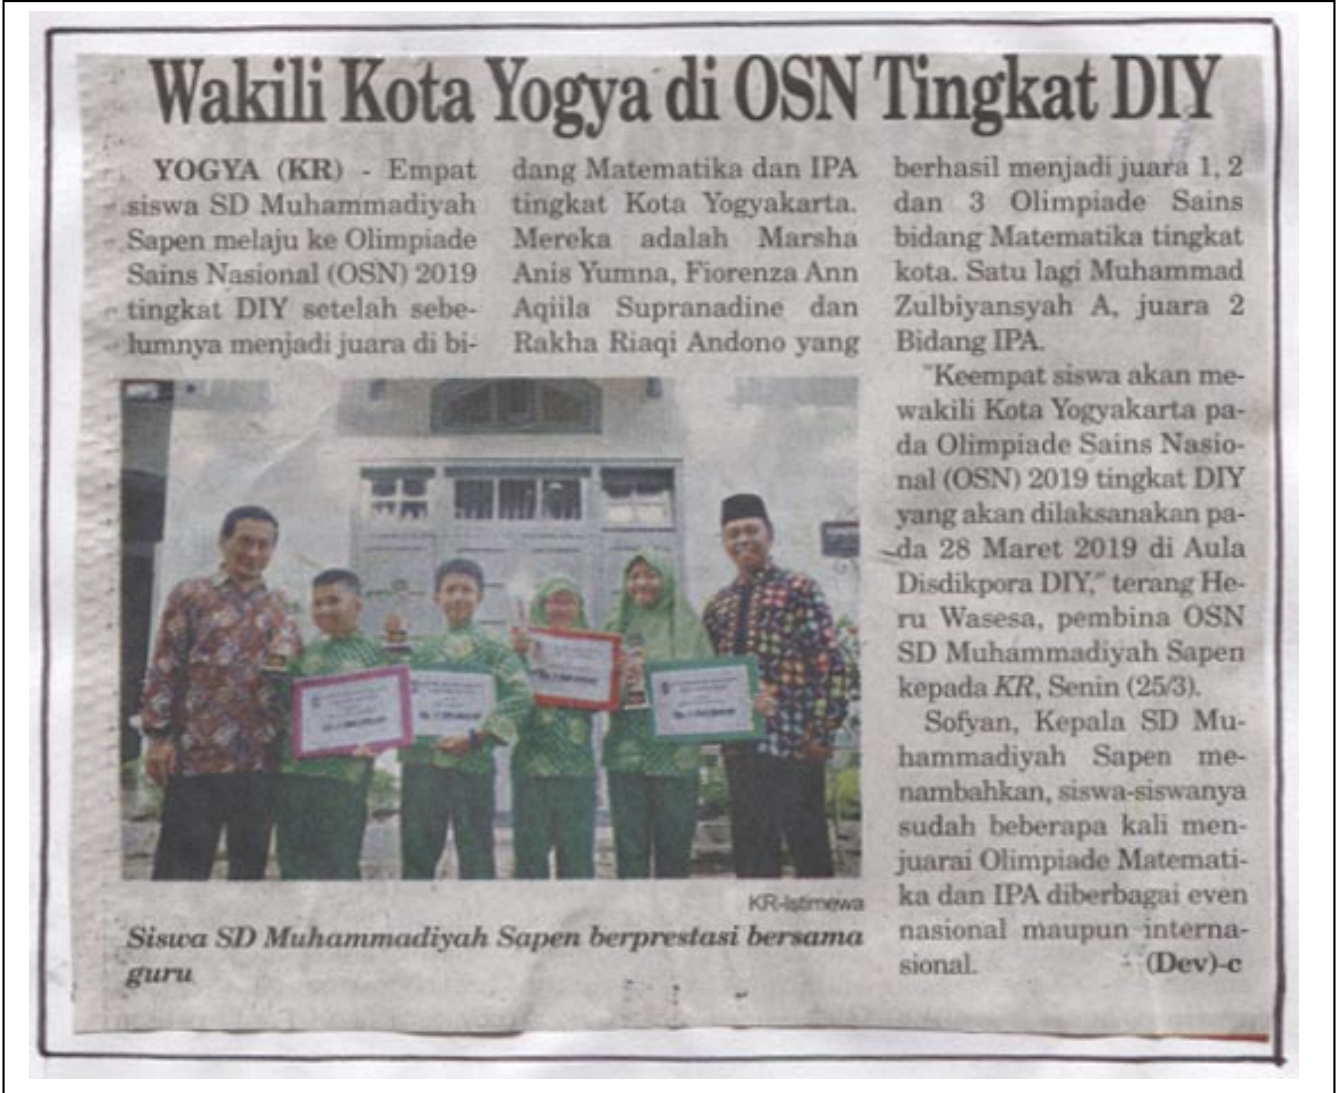 Wakili Kota Yogya di OSN Tingkat DIY
YOGYA (KR) - Empat
siswa SD Muhammadiyah
Sapen melaju ke Olimpiade
Sains Nasional (OSN) 2019
tingkat DIY setelah sebe-
lumnya menjadi juara di bi-
dang Matematika dan IPA
tingkat Kota Yogyakarta.
Mereka adalah Marsha
Anis Yumna, Fiorenza Ann
Aqiila Supranadine dan
Rakha Riaqi Andono yang
berhasil menjadi juara 1, 2
dan 3 Olimpiade Sains
bidang Matematika tingkat
kota. Satu lagi Muhammad
Zulbiyansyah A, juara 2
Bidang IPA.
"Keempat siswa akan me-
wakili Kota Yogyakarta pa-
da Olimpiade Sains Nasio-
nal (OSN) 2019 tingkat DIY
yang akan dilaksanakan pa-
da 28 Maret 2019 di Aula
Disdikpora DIY," terang He-
ru Wasesa, pembina OSN
SD Muhammadiyah Sapen
kepada KR, Senin (25/3).
Sofyan, Kepala SD Mu-
hammadiyah Sapen me-
nambahkan, siswa-siswanya
sudah beberapa kali men-
juarai Olimpiade Matemati-
ka dan IPA diberbagai even
nasional maupun interna-
sional. (Dev)-c
KR-Istimewa
Siswa SD Muhammadiyah Sapen berprestasi bersama
guru